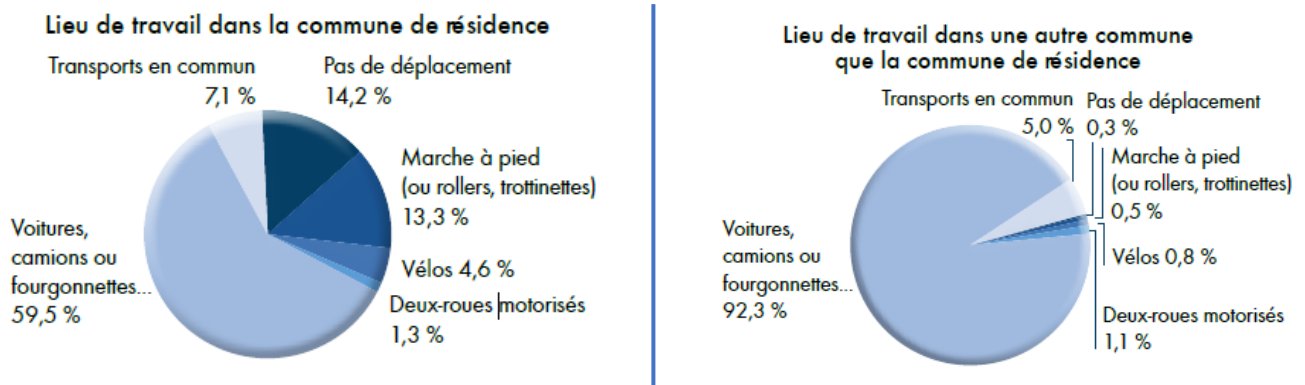 Lieu de travail dans la commune de résidence
Transports en commun
7,1 %
Pas de déplacement
14,2 %
Marche à pied
(ou rollers, trottinettes)
13,3 %
Vélos 4,6 %
Deux-roues motorisés
1,3 %
Voitures,
camions ou
fourgonnettes...
59,5 %
Lieu de travail dans une autre commune
que la commune de résidence
Transports en commun
5,0 %
Pas de déplacement
0,3 %
Marche à pied
(ou rollers, trottinettes)
0,5 %
Vélos 0,8 %
Deux-roues motorisés
1,1 %
Voitures,
camions ou
fourgonnettes...
92,3 %